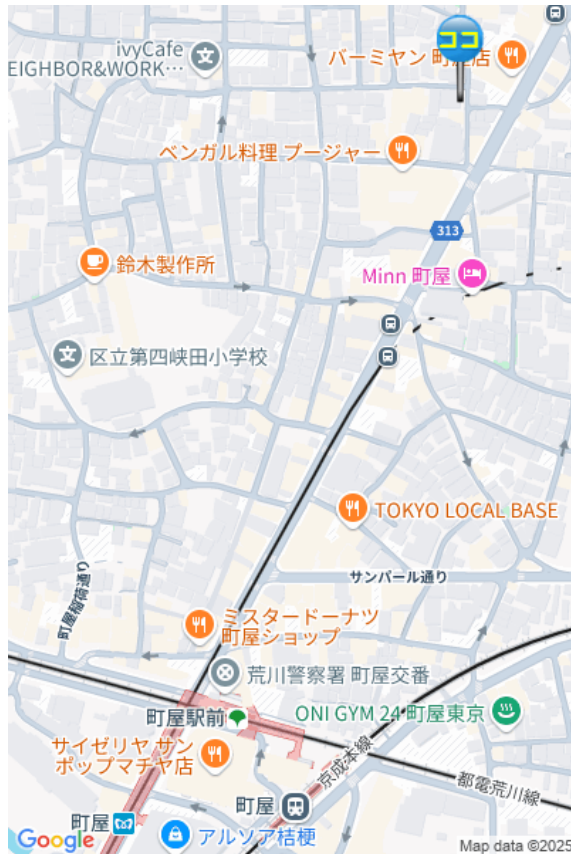 ココ
ivyCafe
EIGHBOR&WORK…
バーミヤン 町屋店
ベンガル料理 プージャー
313
鈴木製作所
Minn 町屋
区立第四峡田小学校
TOKYO LOCAL BASE
サンパール通り
町屋稲荷通り
ミスタードーナツ
町屋ショップ
荒川警察署 町屋交番
町屋駅前
ONI GYM 24 町屋東京
サイゼリヤ サン
ポップマチヤ店
京成本線
都電荒川線
町屋
町屋
アルソア桔梗
Google
Map data ©2025